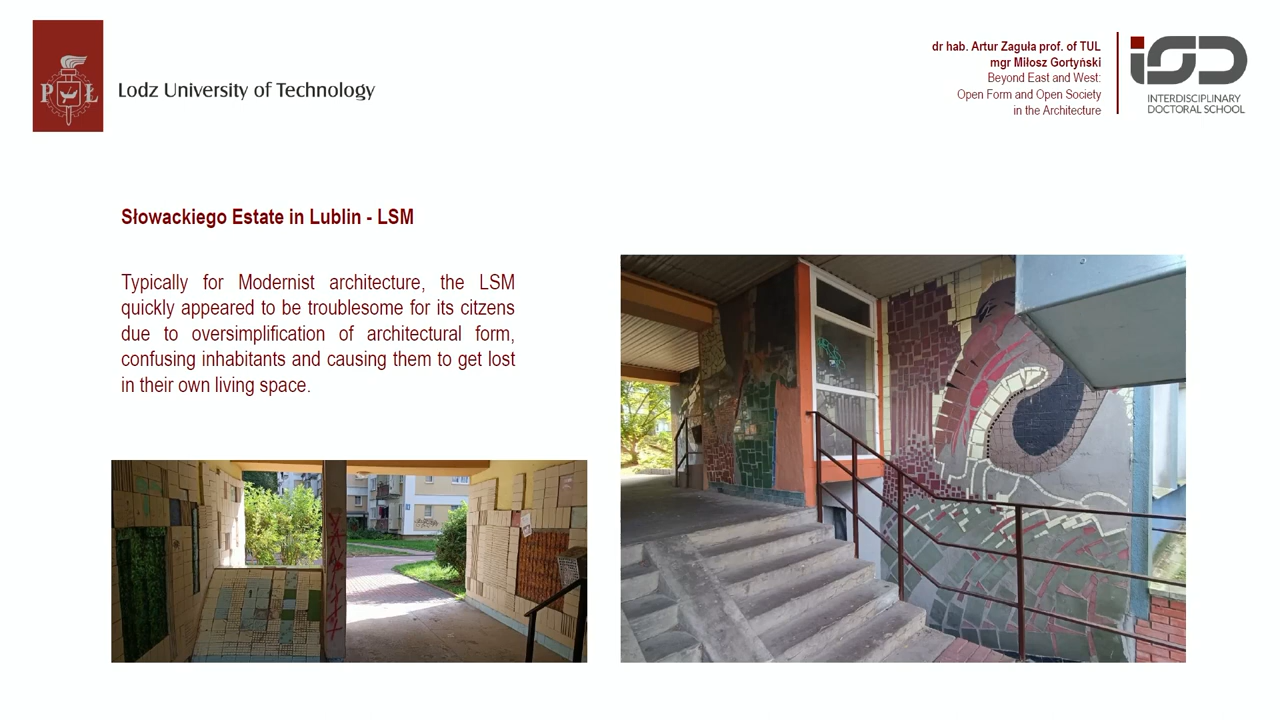 P Ł
Lodz University of Technology
dr hab. Artur Zaguła prof. of TUL
mgr Miłosz Gortyński
Beyond East and West:
Open Form and Open Society
in the Architecture
INTERDISCIPLINARY
DOCTORAL SCHOOL
Słowackiego Estate in Lublin - LSM
Typically for Modernist architecture, the LSM
quickly appeared to be troublesome for its citzens
due to oversimplification of architectural form,
confusing inhabitants and causing them to get lost
in their own living space.